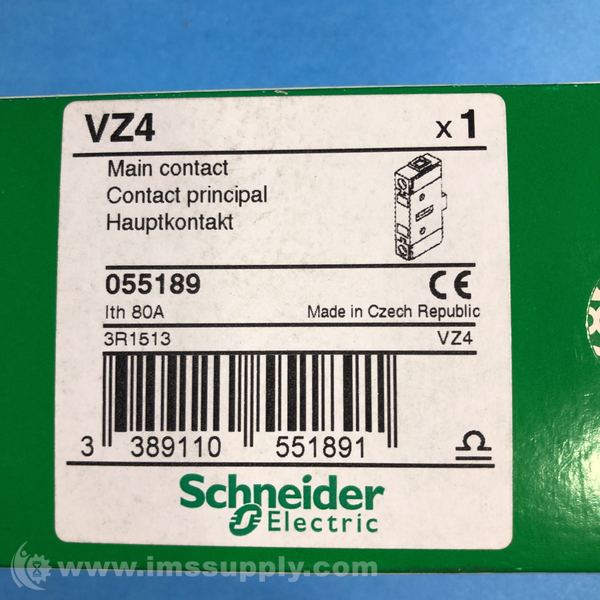 VZ4 x 1
Main contact
Contact principal
Hauptkontakt
055189 CE
Ith 80A Made in Czech Republic
3R1513 VZ4
3 389110 551891
Schneider
Electric
www.imssupply.com